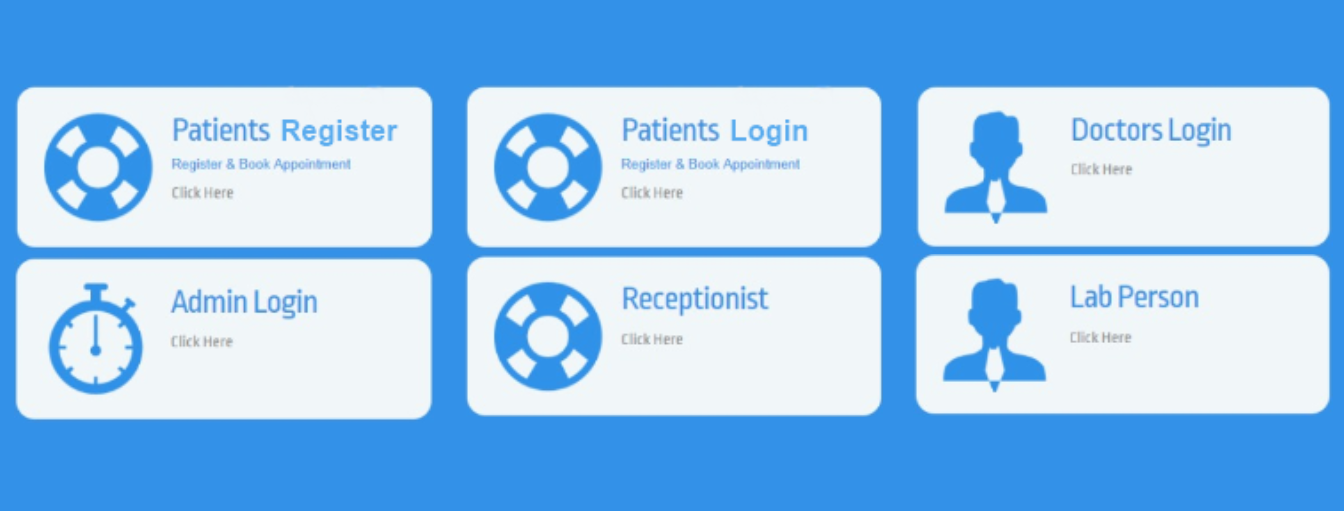 Patients Register
Register & Book Appointment
Click Here
Patients Login
Register & Book Appointment
Click Here
Doctors Login
Click Here
Admin Login
Click Here
Receptionist
Click Here
Lab Person
Click Here